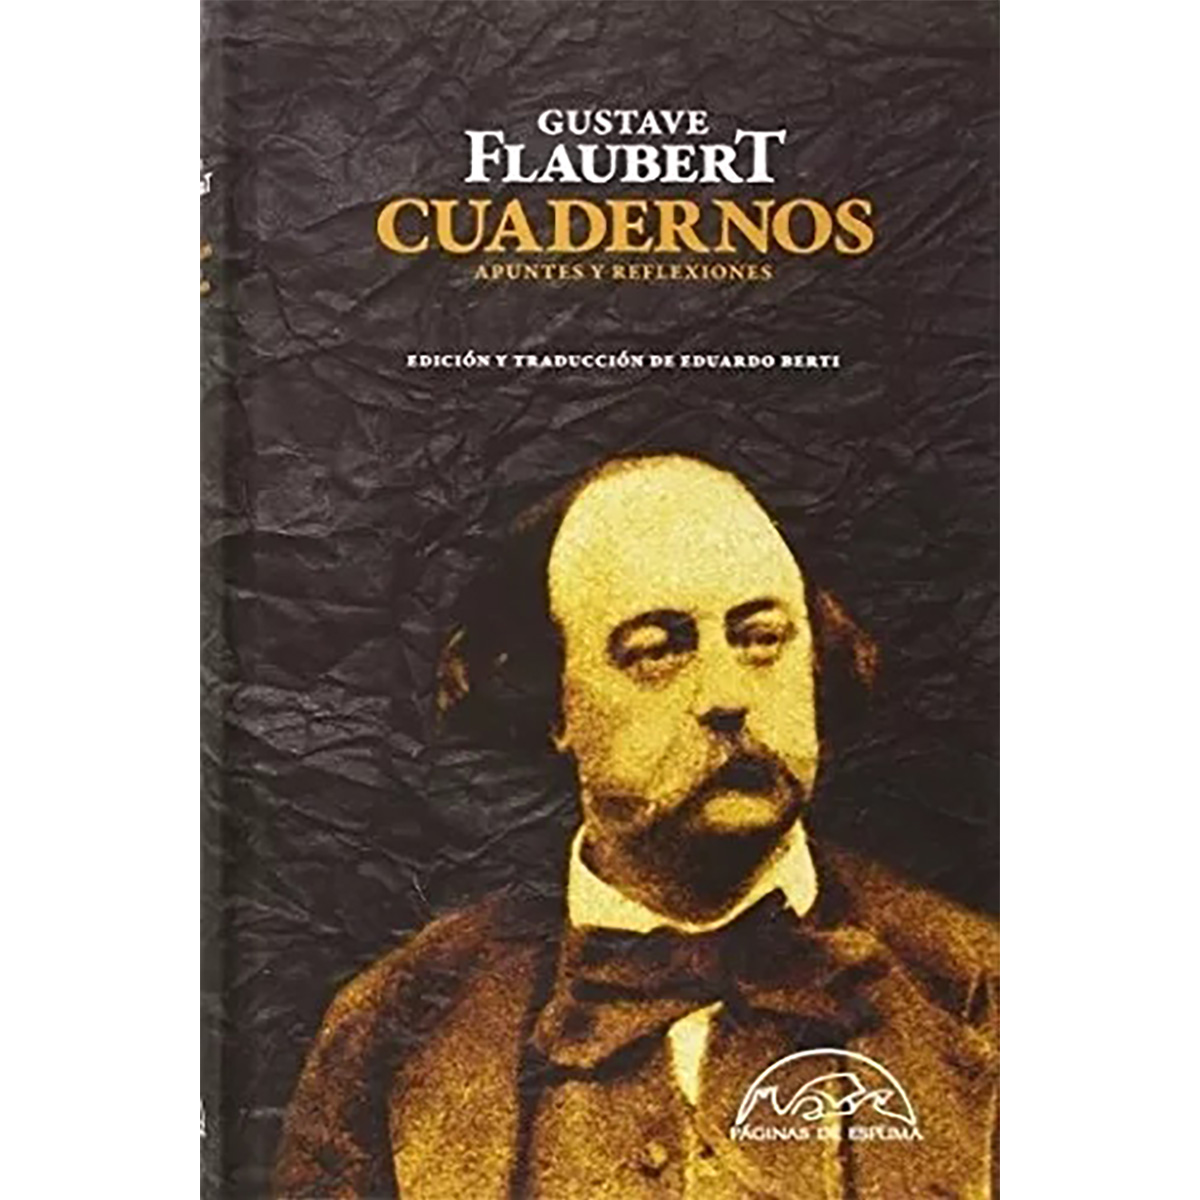 GUSTAVE
FLAUBERT
CUADERNOS
APUNTES Y REFLEXIONES
EDICIÓN Y TRADUCCIÓN DE EDUARDO BERTI
PÁGINAS DE ESPUMA